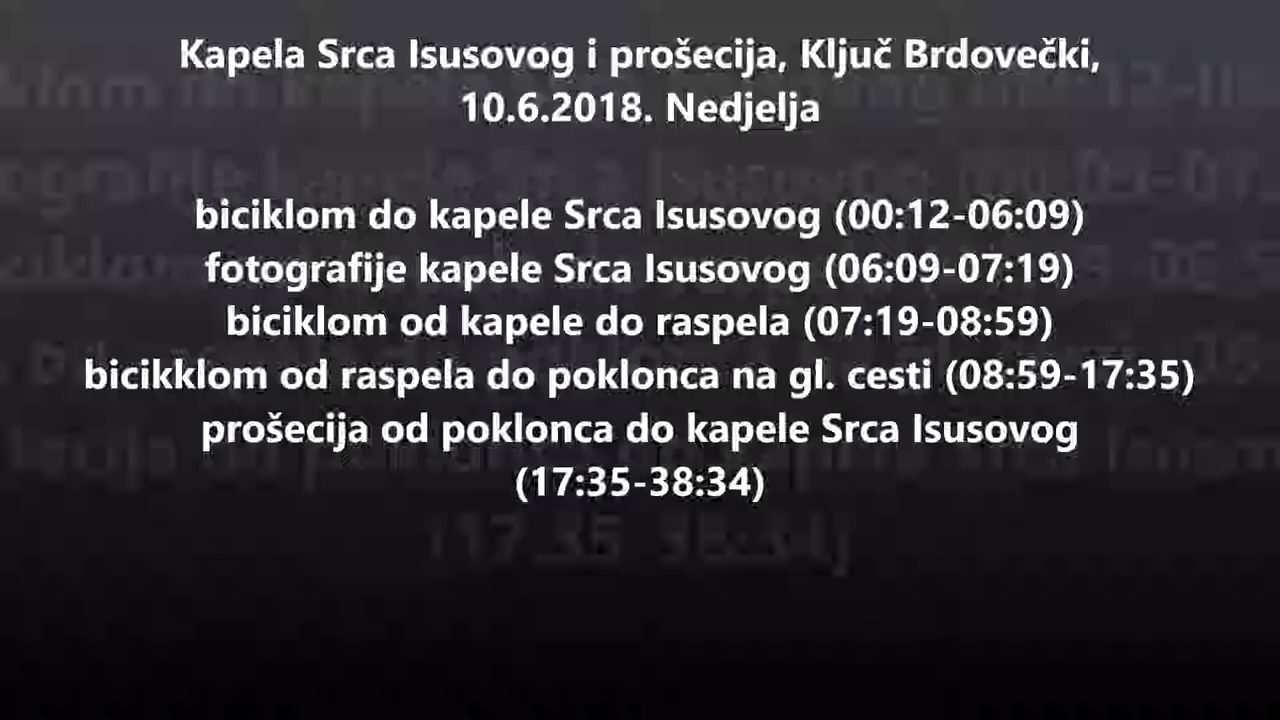 Kapela Srca Isusovog i prošecija, Ključ Brdovečki,
10.6.2018. Nedjelja
biciklom do kapele Srca Isusovog (00:12-06:09)
fotografije kapele Srca Isusovog (06:09-07:19)
biciklom od kapele do raspela (07:19-08:59)
bicikklom od raspela do poklonca na gl. cesti (08:59-17:35)
prošecija od poklonca do kapele Srca Isusovog
(17:35-38:34)